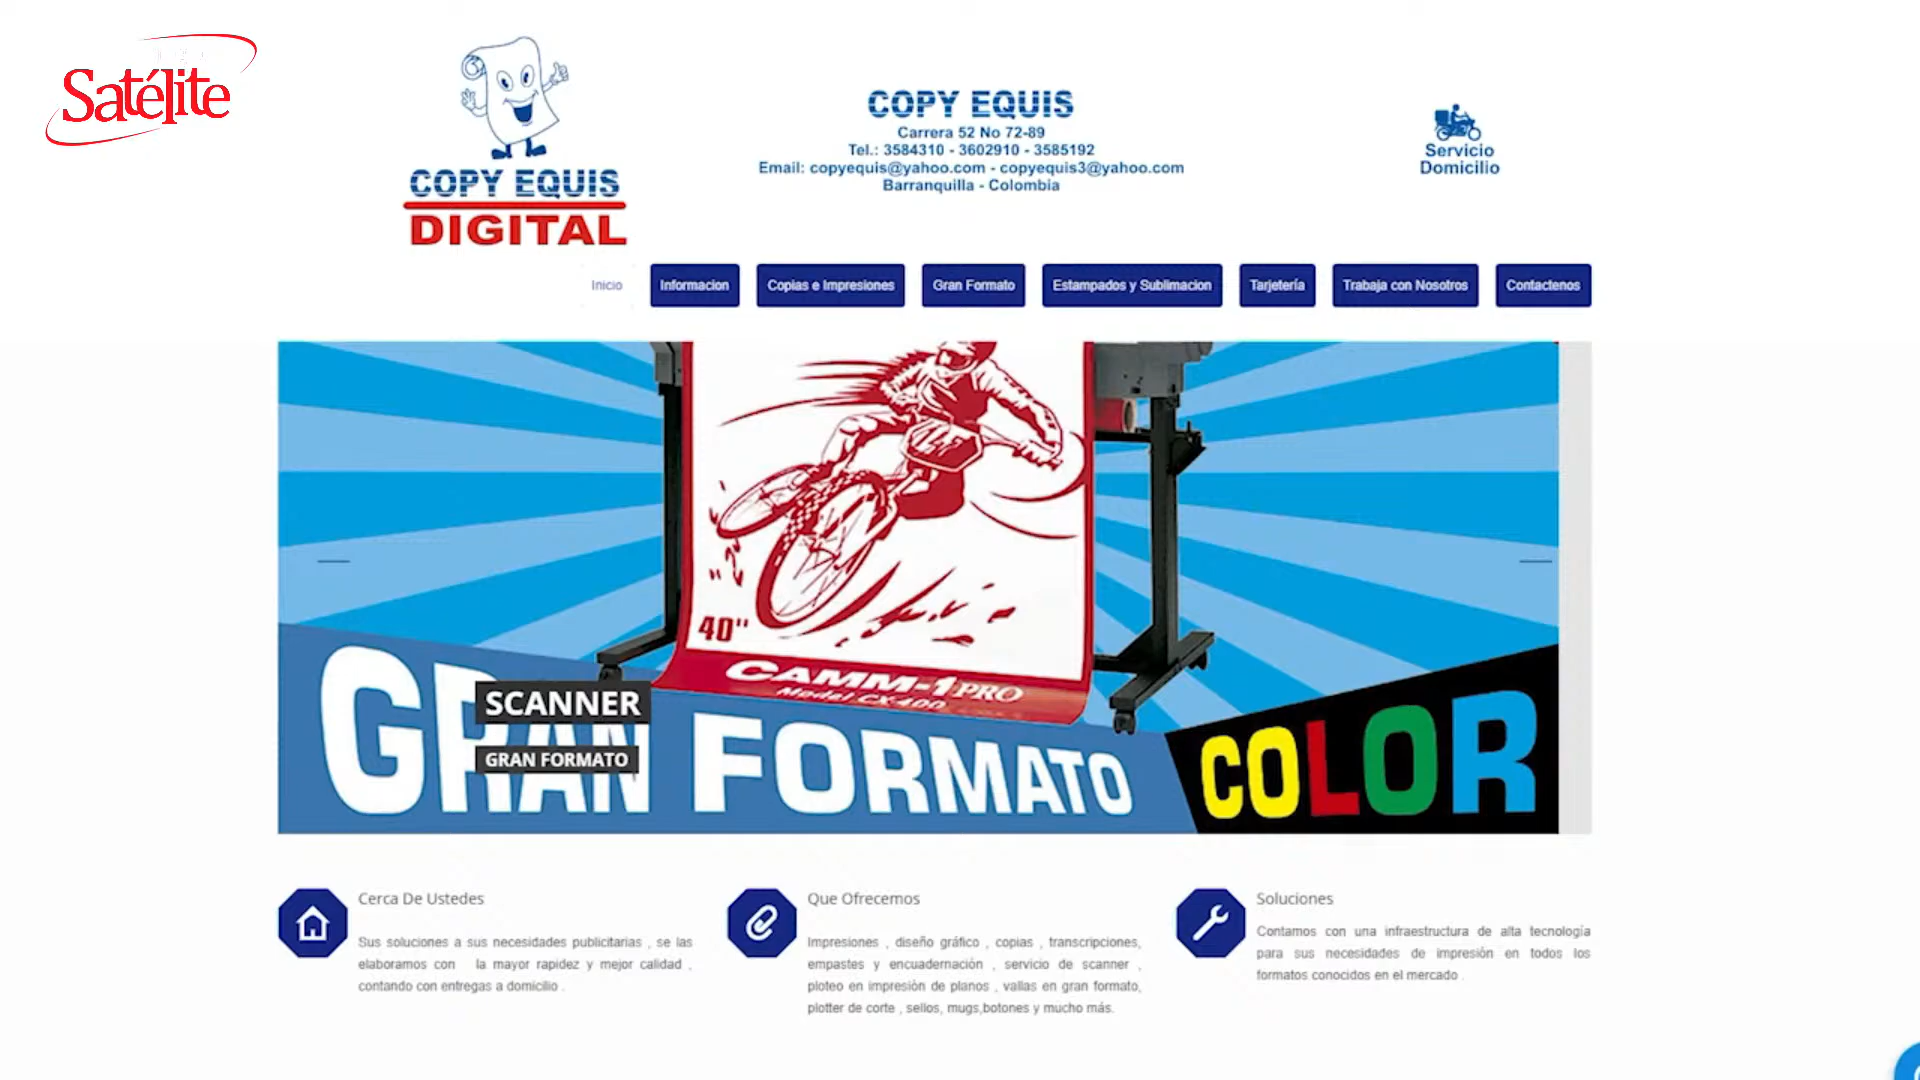 Satélite
COPY EQUIS
DIGITAL
COPY EQUIS
Carrera 52 No 72-89
Tel.: 3584310 - 3602910 - 3585192
Email: copyequis@yahoo.com - copyequis3@yahoo.com
Barranquilla - Colombia
Servicio
Domicilio
Inicio
Informacion
Copias e Impresiones
Gran Formato
Estampados y Sublimacion
Tarjetería
Trabaja con Nosotros
Contactenos
40"
CAMM-1 PRO
Model CX-400
GRAN FORMATO
COLOR
SCANNER
GRAN FORMATO
Cerca De Ustedes
Sus soluciones a sus necesidades publicitarias , se las
elaboramos con la mayor rapidez y mejor calidad ,
contando con entregas a domicilio .
Que Ofrecemos
Impresiones , diseño gráfico , copias , transcripciones,
empastes y encuadernación , servicio de scanner ,
ploteo en impresión de planos , vallas en gran formato,
plotter de corte , sellos, mugs,botones y mucho más.
Soluciones
Contamos con una infraestructura de alta tecnología
para sus necesidades de impresión en todos los
formatos conocidos en el mercado .